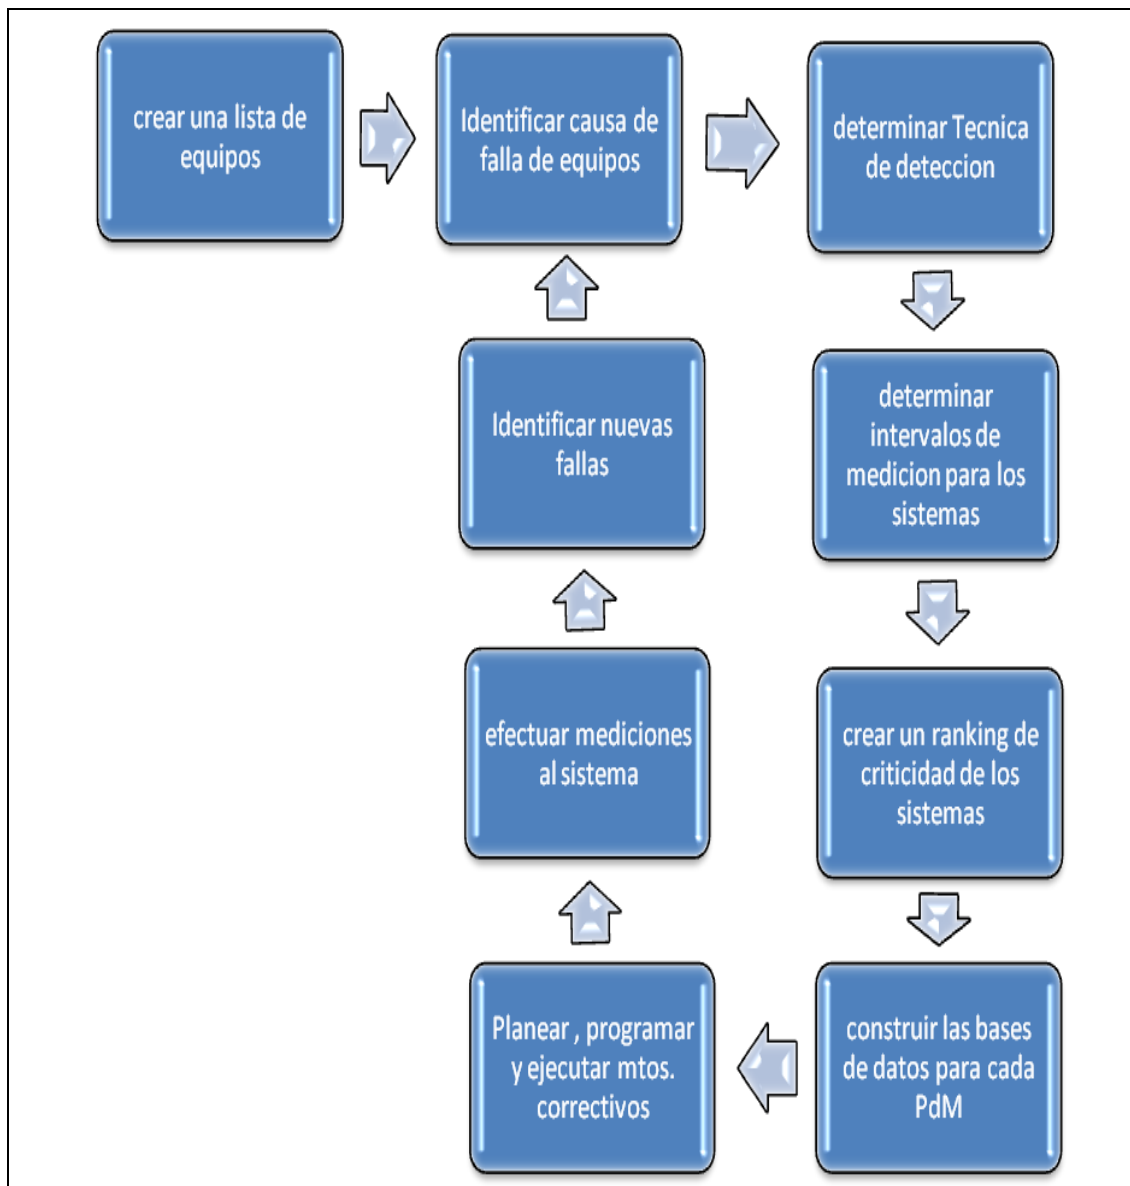 crear una lista de
equipos
Identificar causa de
falla de equipos
determinar Tecnica
de deteccion
determinar
intervalos de
medicion para los
sistemas
crear un ranking de
criticidad de los
sistemas
construir las bases
de datos para cada
PdM
Planear , programar
y ejecutar mtos.
correctivos
efectuar mediciones
al sistema
Identificar nuevas
fallas